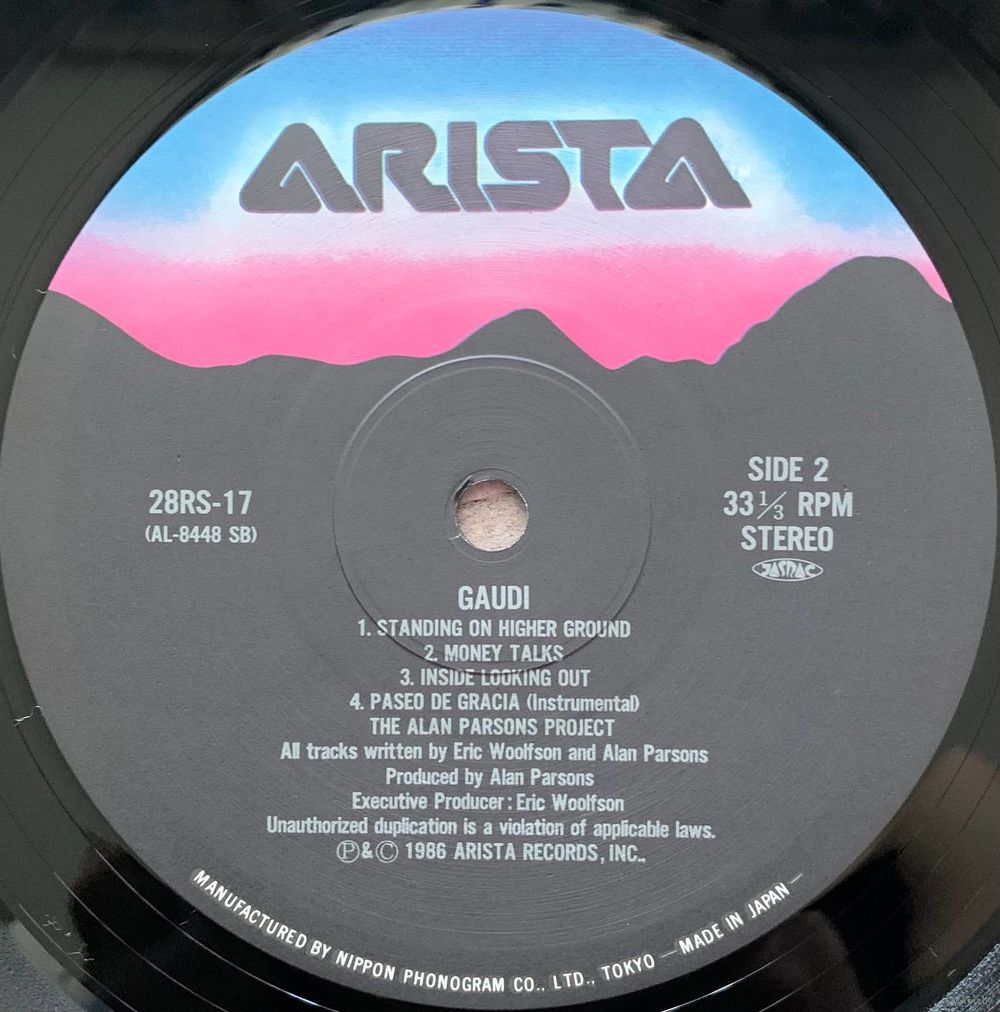 ARISTA
28RS-17
(AL-8448 SB)
SIDE 2
33 1/3 RPM
STEREO
JASRAC
GAUDI
1. STANDING ON HIGHER GROUND
2. MONEY TALKS
3. INSIDE LOOKING OUT
4. PASEO DE GRACIA (Instrumental)
THE ALAN PARSONS PROJECT
All tracks written by Eric Woolfson and Alan Parsons
Produced by Alan Parsons
Executive Producer: Eric Woolfson
Unauthorized duplication is a violation of applicable laws.
Ⓟ&Ⓒ 1986 ARISTA RECORDS, INC..
MANUFACTURED BY NIPPON PHONOGRAM CO., LTD., TOKYO —MADE IN JAPAN—